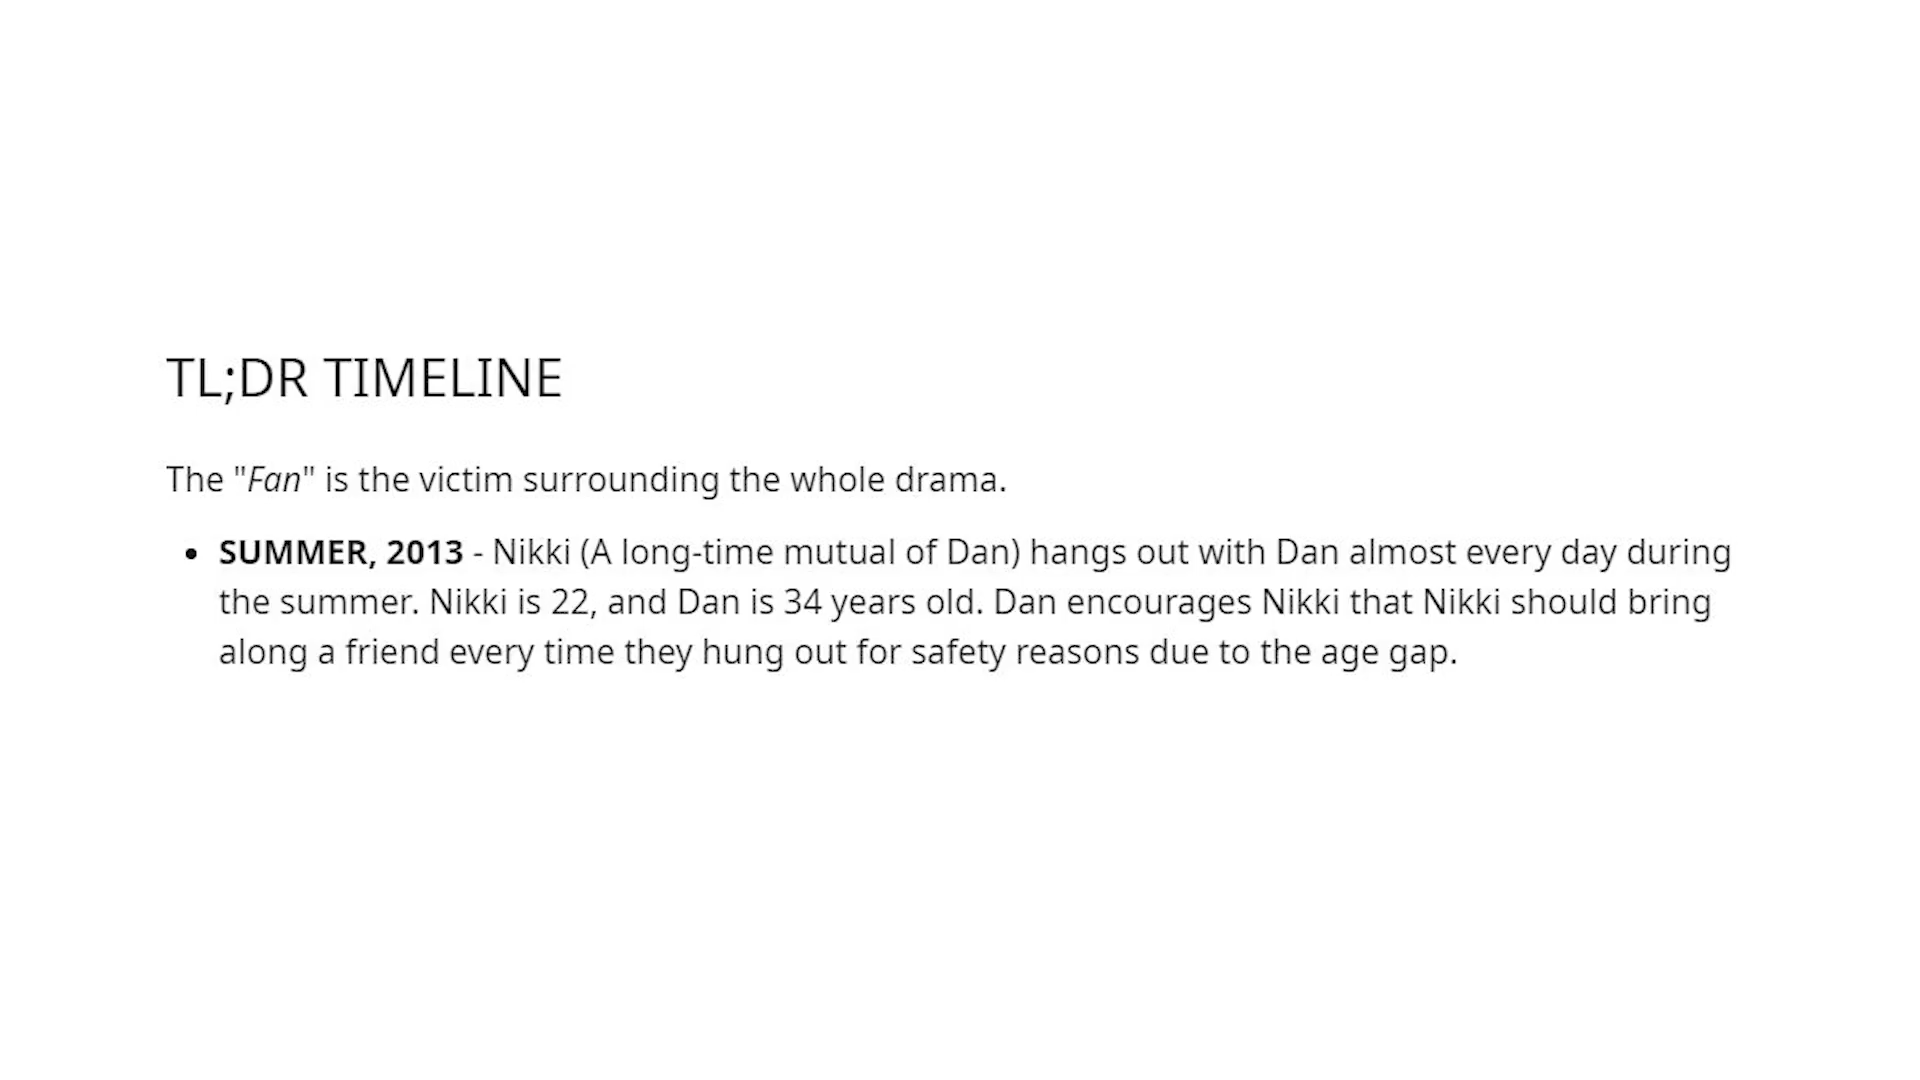 TL;DR TIMELINE
The "Fan" is the victim surrounding the whole drama.
• SUMMER, 2013 - Nikki (A long-time mutual of Dan) hangs out with Dan almost every day during
the summer. Nikki is 22, and Dan is 34 years old. Dan encourages Nikki that Nikki should bring
along a friend every time they hung out for safety reasons due to the age gap.